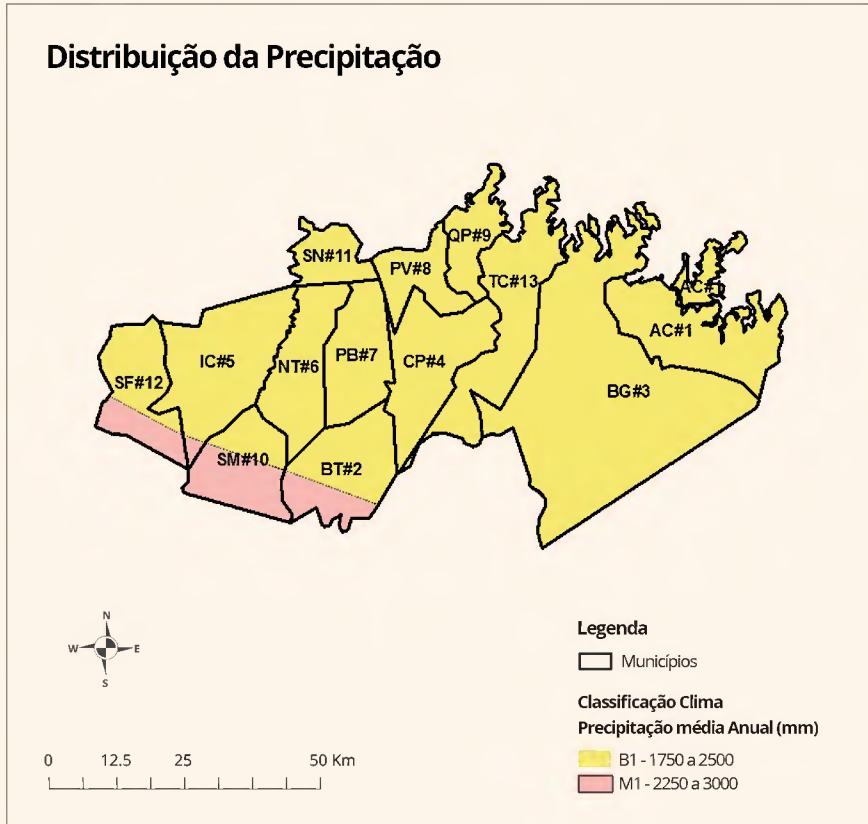 Distribuição da Precipitação
QP#9
SN#11
PV#8
TC#13
AC#1
AC#1
IC#5
NT#6
PB#7
CP#4
SF#12
BG#3
SM#10
BT#2
N
W E
S
0 12.5 25 50 Km
Legenda
Municípios
Classificação Clima
Precipitação média Anual (mm)
B1 - 1750 a 2500
M1 - 2250 a 3000